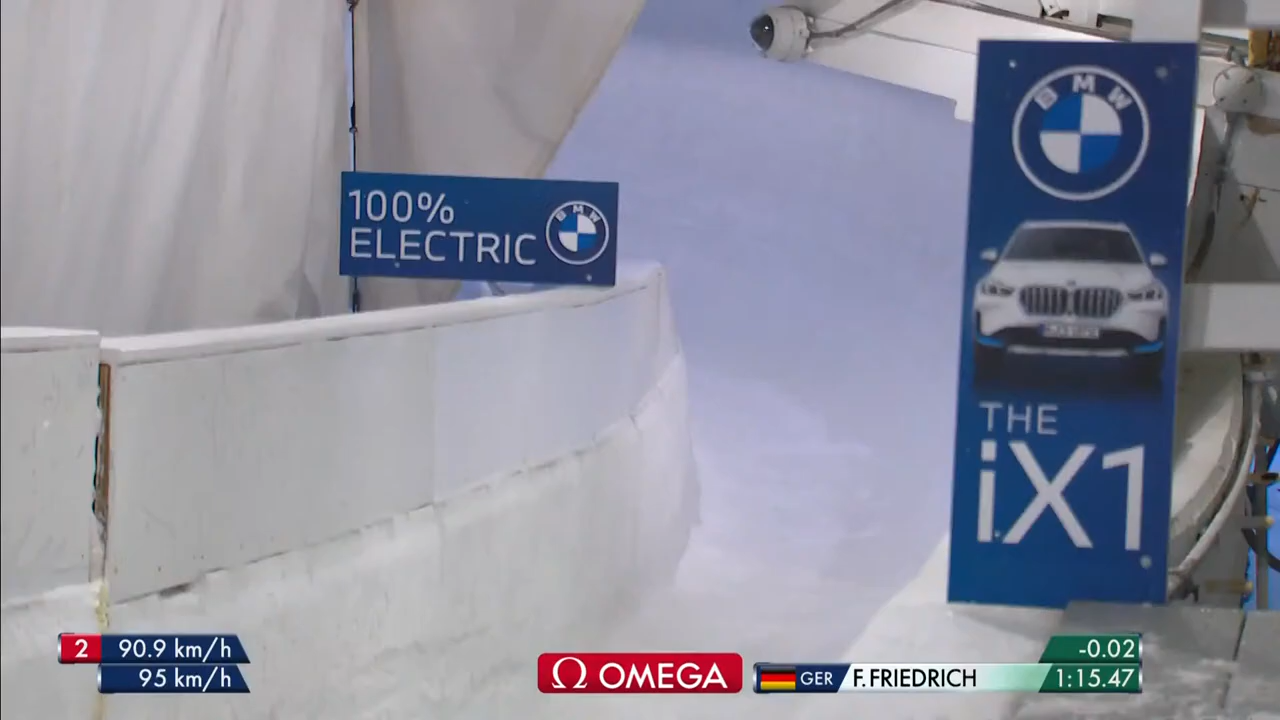 BMW
100%
ELECTRIC
BMW
THE
iX1
2 90.9 km/h
95 km/h
Ω OMEGA
GER F. FRIEDRICH
-0.02
1:15.47